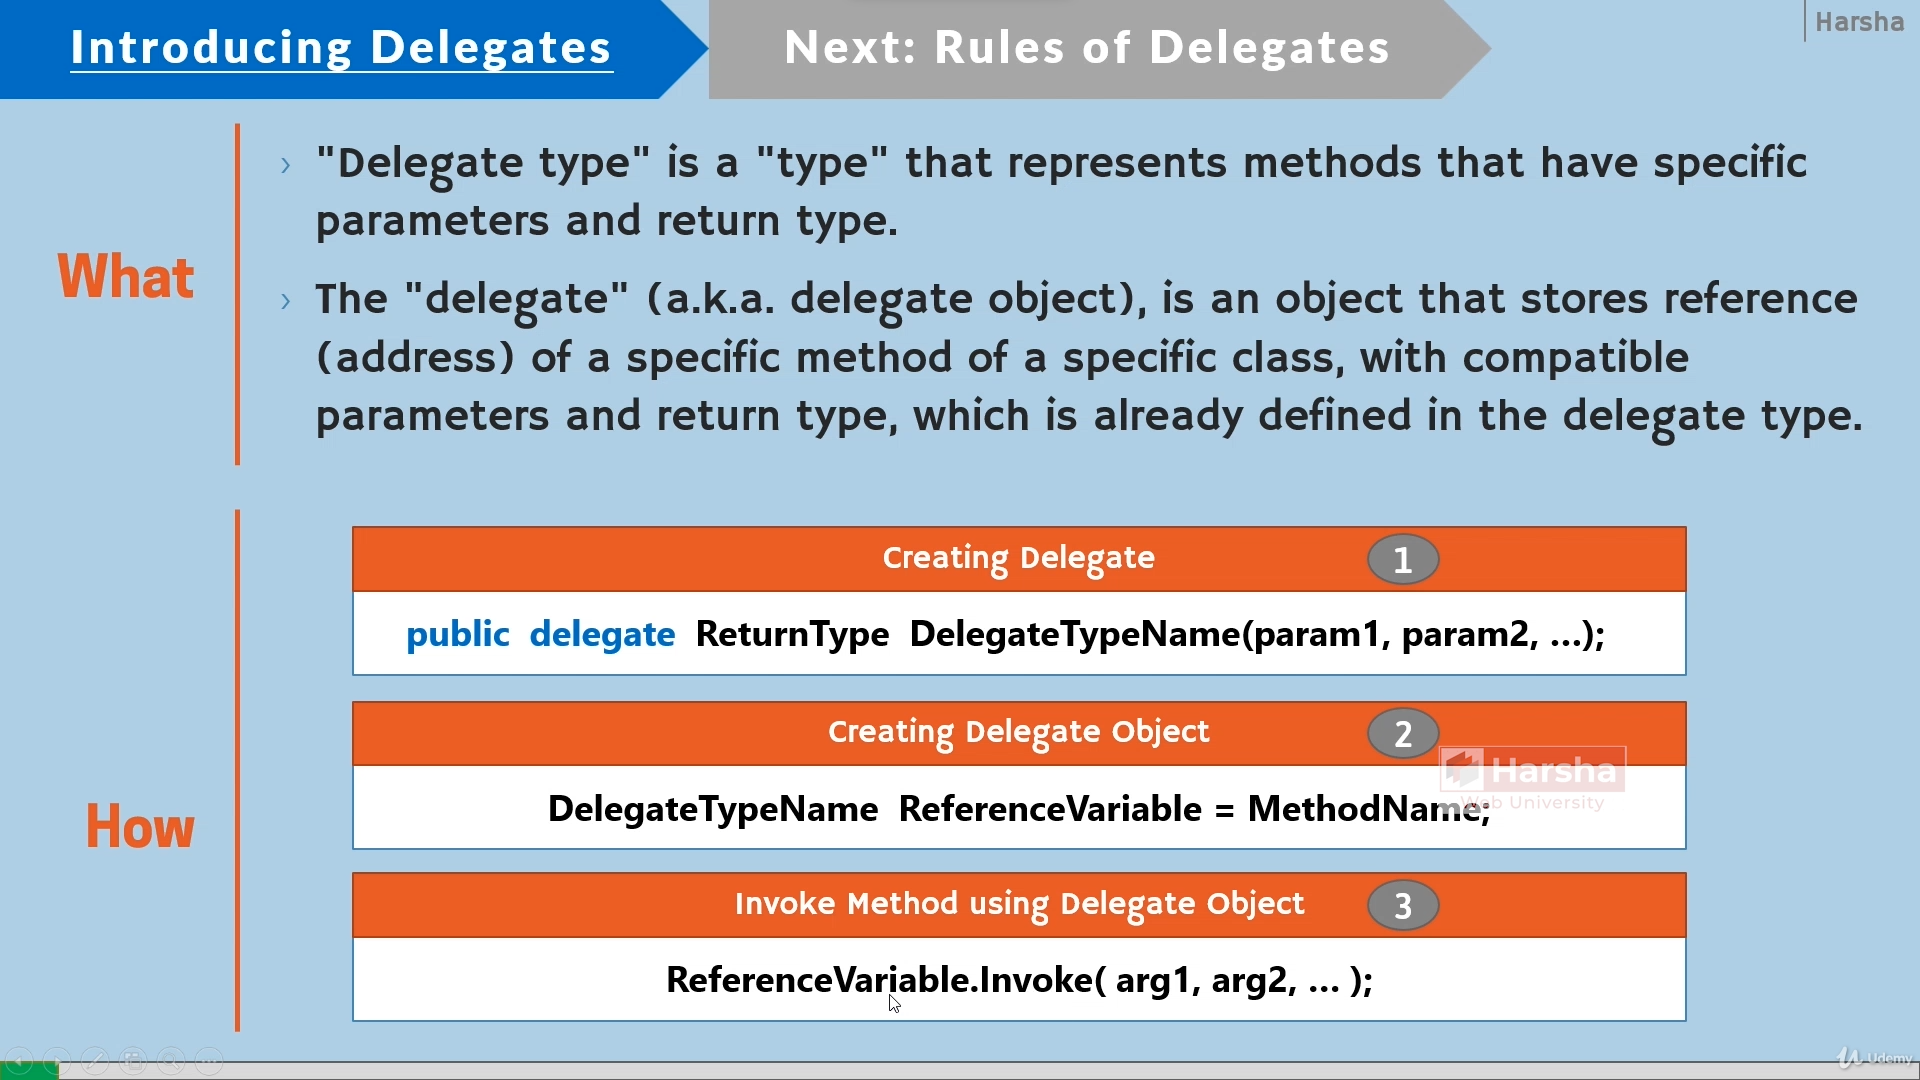 Introducing Delegates
Next: Rules of Delegates
Harsha
What
› "Delegate type" is a "type" that represents methods that have specific
parameters and return type.
› The "delegate" (a.k.a. delegate object), is an object that stores reference
(address) of a specific method of a specific class, with compatible
parameters and return type, which is already defined in the delegate type.
How
Creating Delegate 1
public delegate ReturnType DelegateTypeName(param1, param2, ...);
Creating Delegate Object 2
DelegateTypeName ReferenceVariable = MethodName;
Harsha
Web University
Invoke Method using Delegate Object 3
ReferenceVariable.Invoke( arg1, arg2, ... );
Udemy